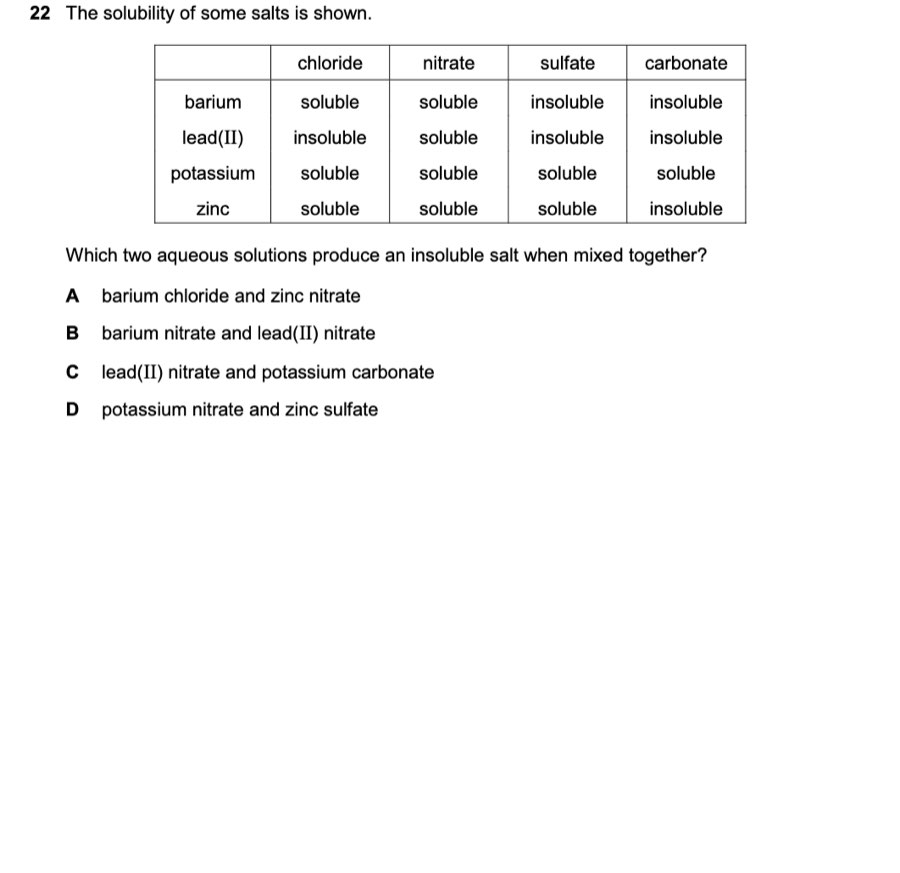 22 The solubility of some salts is shown.
chloride nitrate sulfate carbonate
barium soluble soluble insoluble insoluble
lead(II) insoluble soluble insoluble insoluble
potassium soluble soluble soluble soluble
zinc soluble soluble soluble insoluble
Which two aqueous solutions produce an insoluble salt when mixed together?
A barium chloride and zinc nitrate
B barium nitrate and lead(II) nitrate
C lead(II) nitrate and potassium carbonate
D potassium nitrate and zinc sulfate